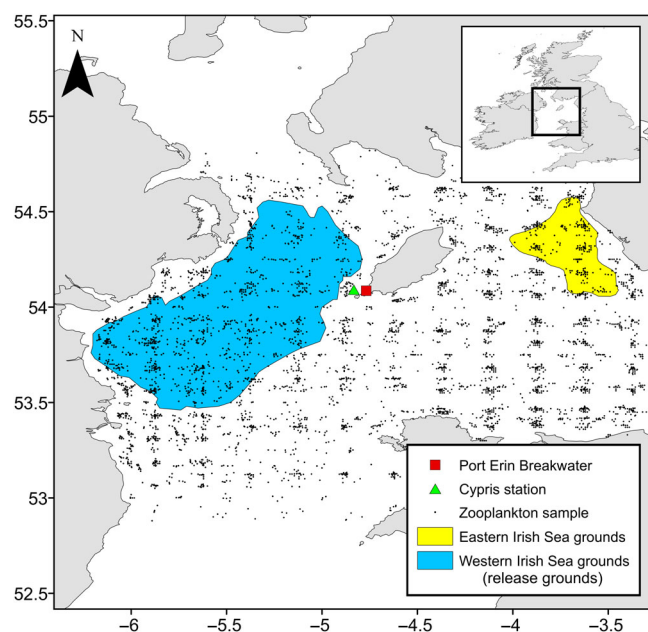 55.5
N
55
54.5
54
53.5
53
52.5
Port Erin Breakwater
Cypris station
Zooplankton sample
Eastern Irish Sea grounds
Western Irish Sea grounds
(release grounds)
–6 –5.5 –5 –4.5 –4 –3.5